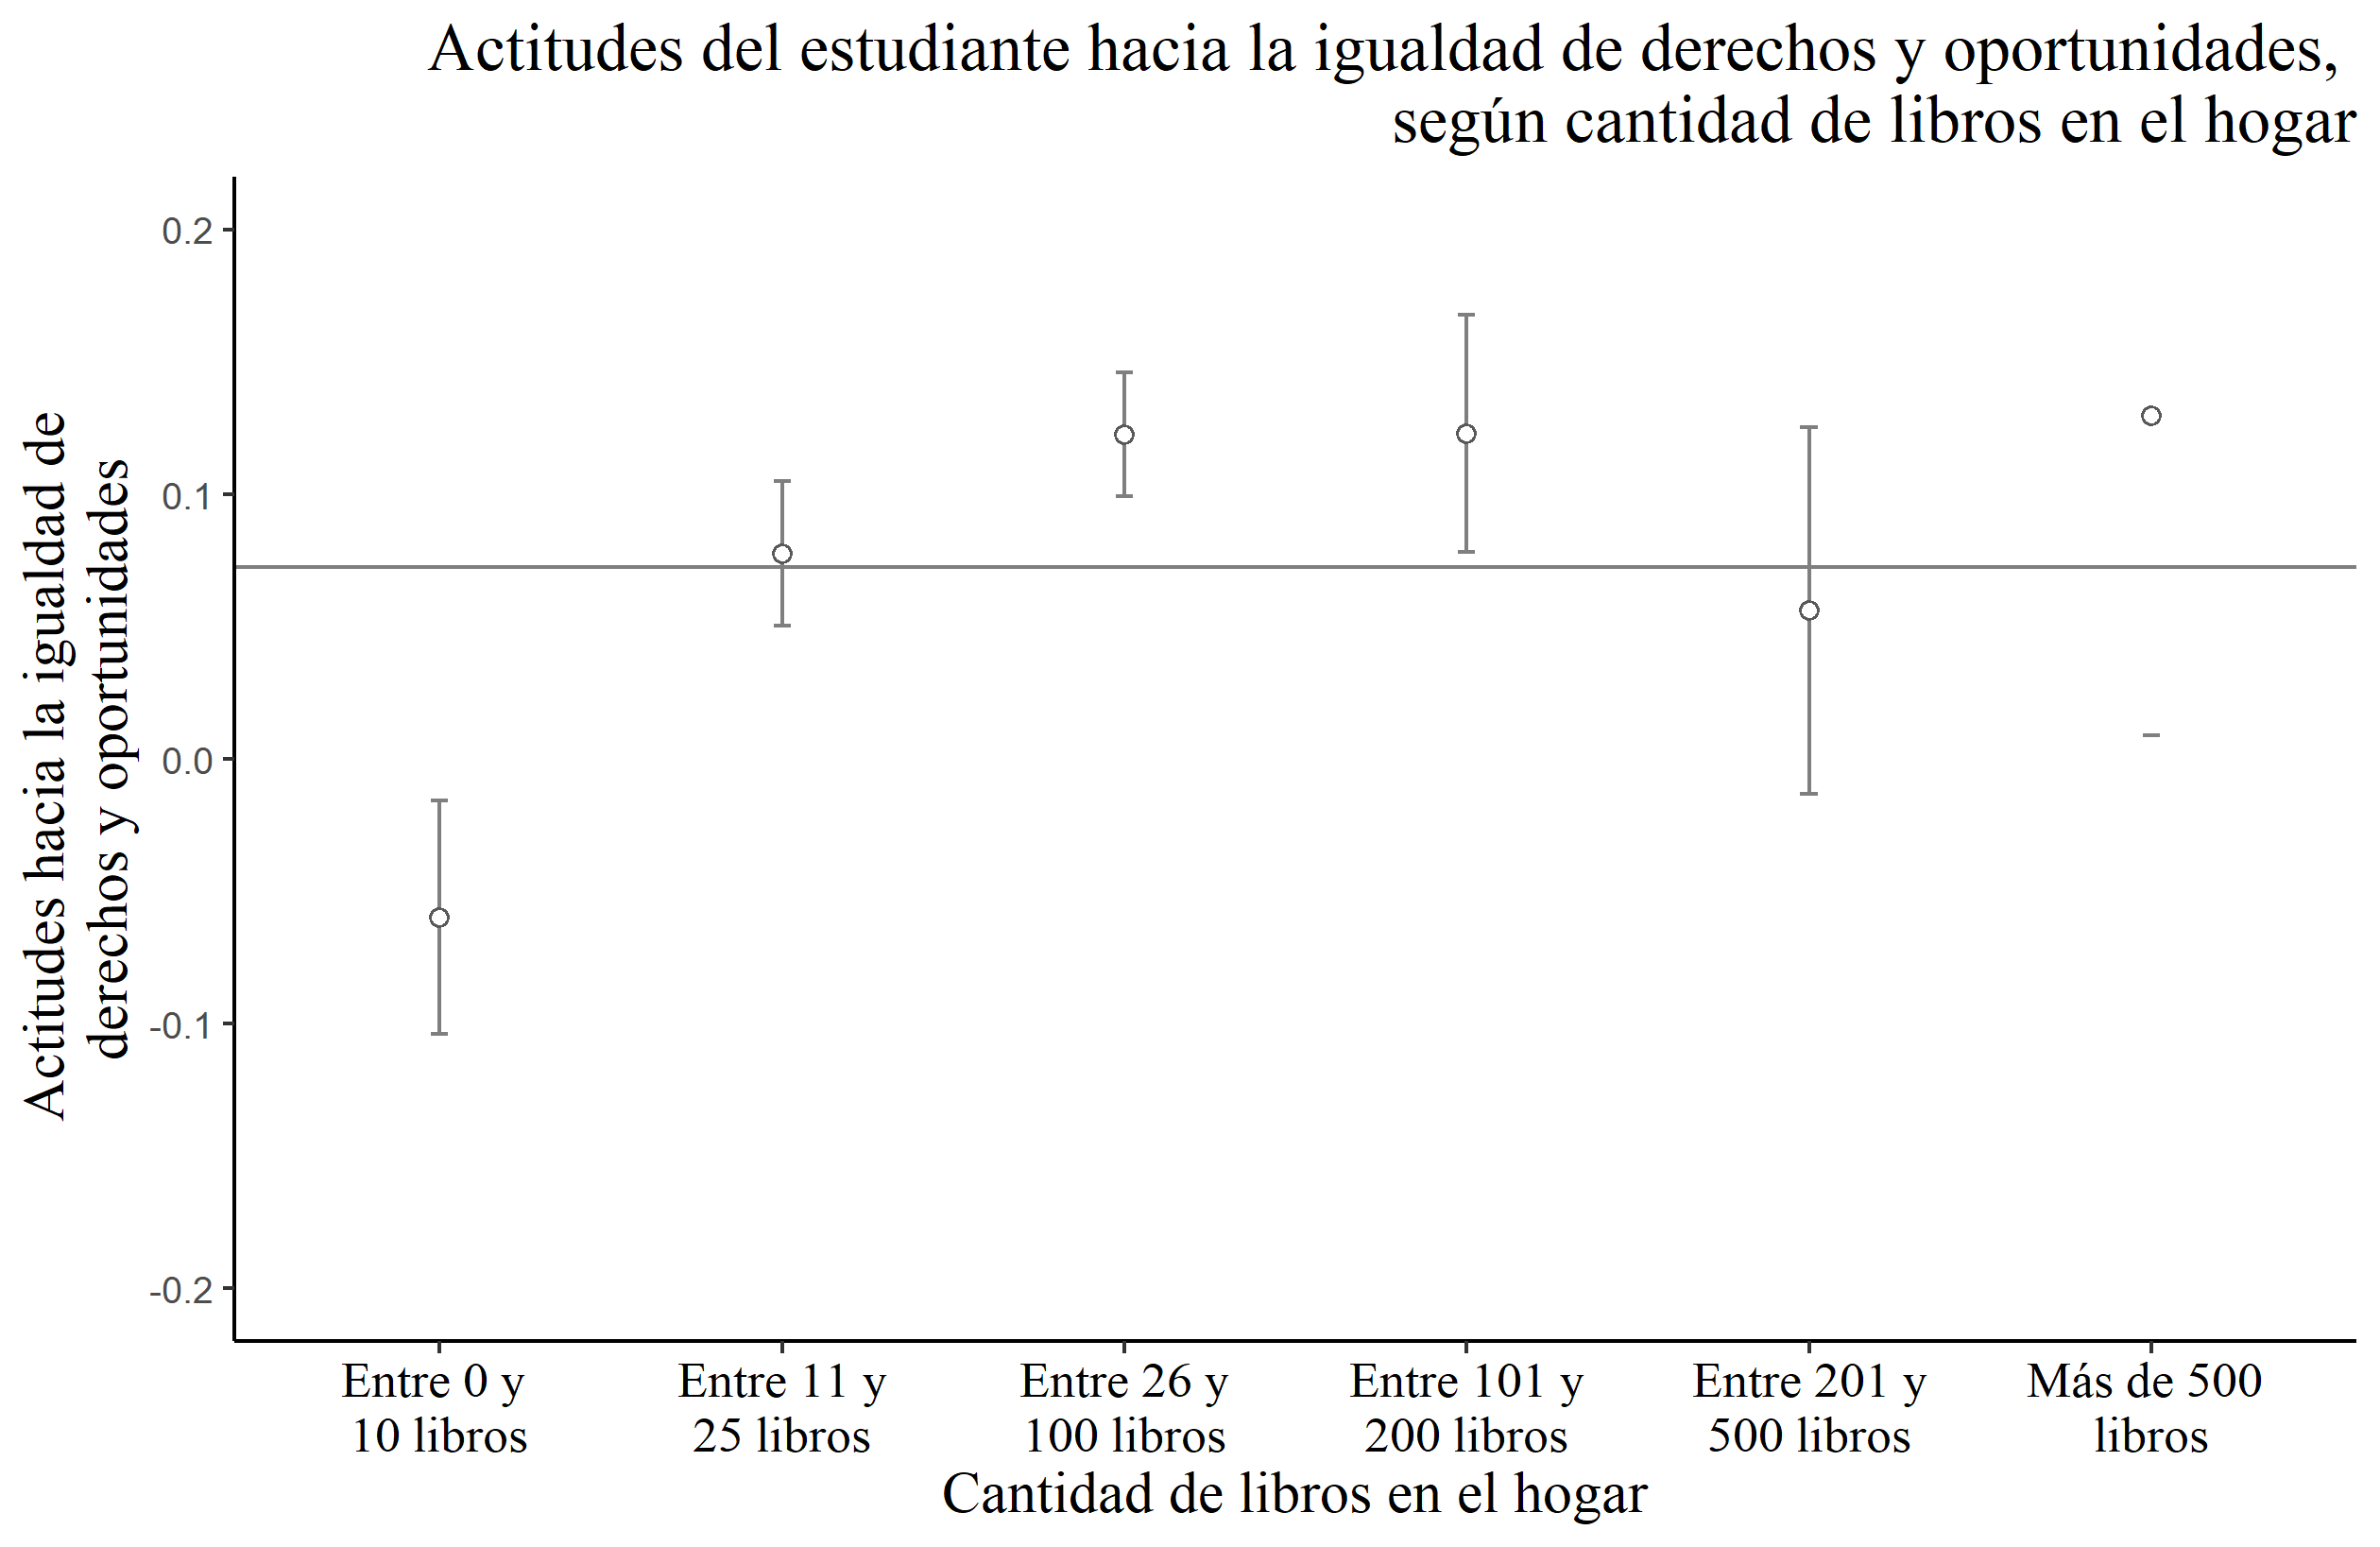 Actitudes del estudiante hacia la igualdad de derechos y oportunidades,
según cantidad de libros en el hogar
Actitudes hacia la igualdad de
derechos y oportunidades
0.2
0.1
0.0
-0.1
-0.2
Entre 0 y
10 libros
Entre 11 y
25 libros
Entre 26 y
100 libros
Entre 101 y
200 libros
Entre 201 y
500 libros
Más de 500
libros
Cantidad de libros en el hogar